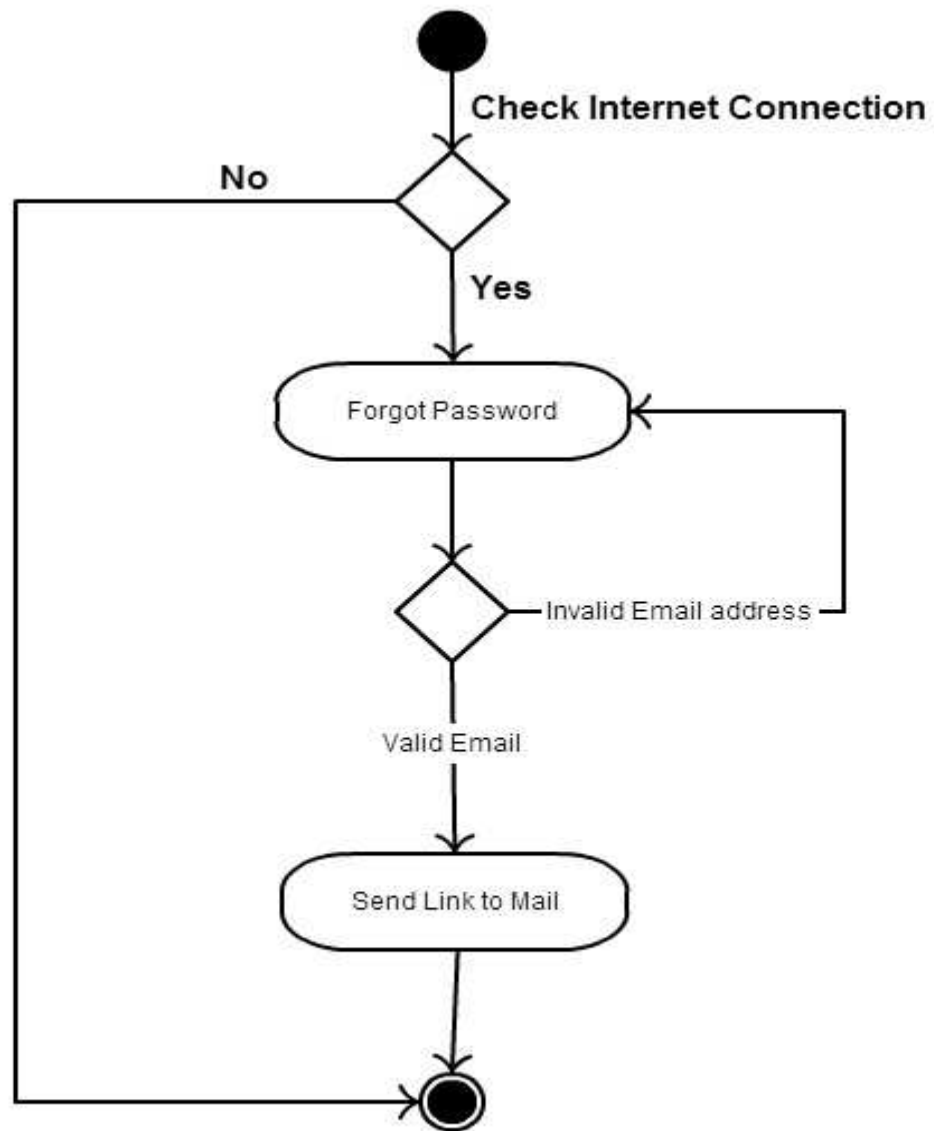 Check Internet Connection
No
Yes
Forgot Password
Invalid Email address
Valid Email
Send Link to Mail